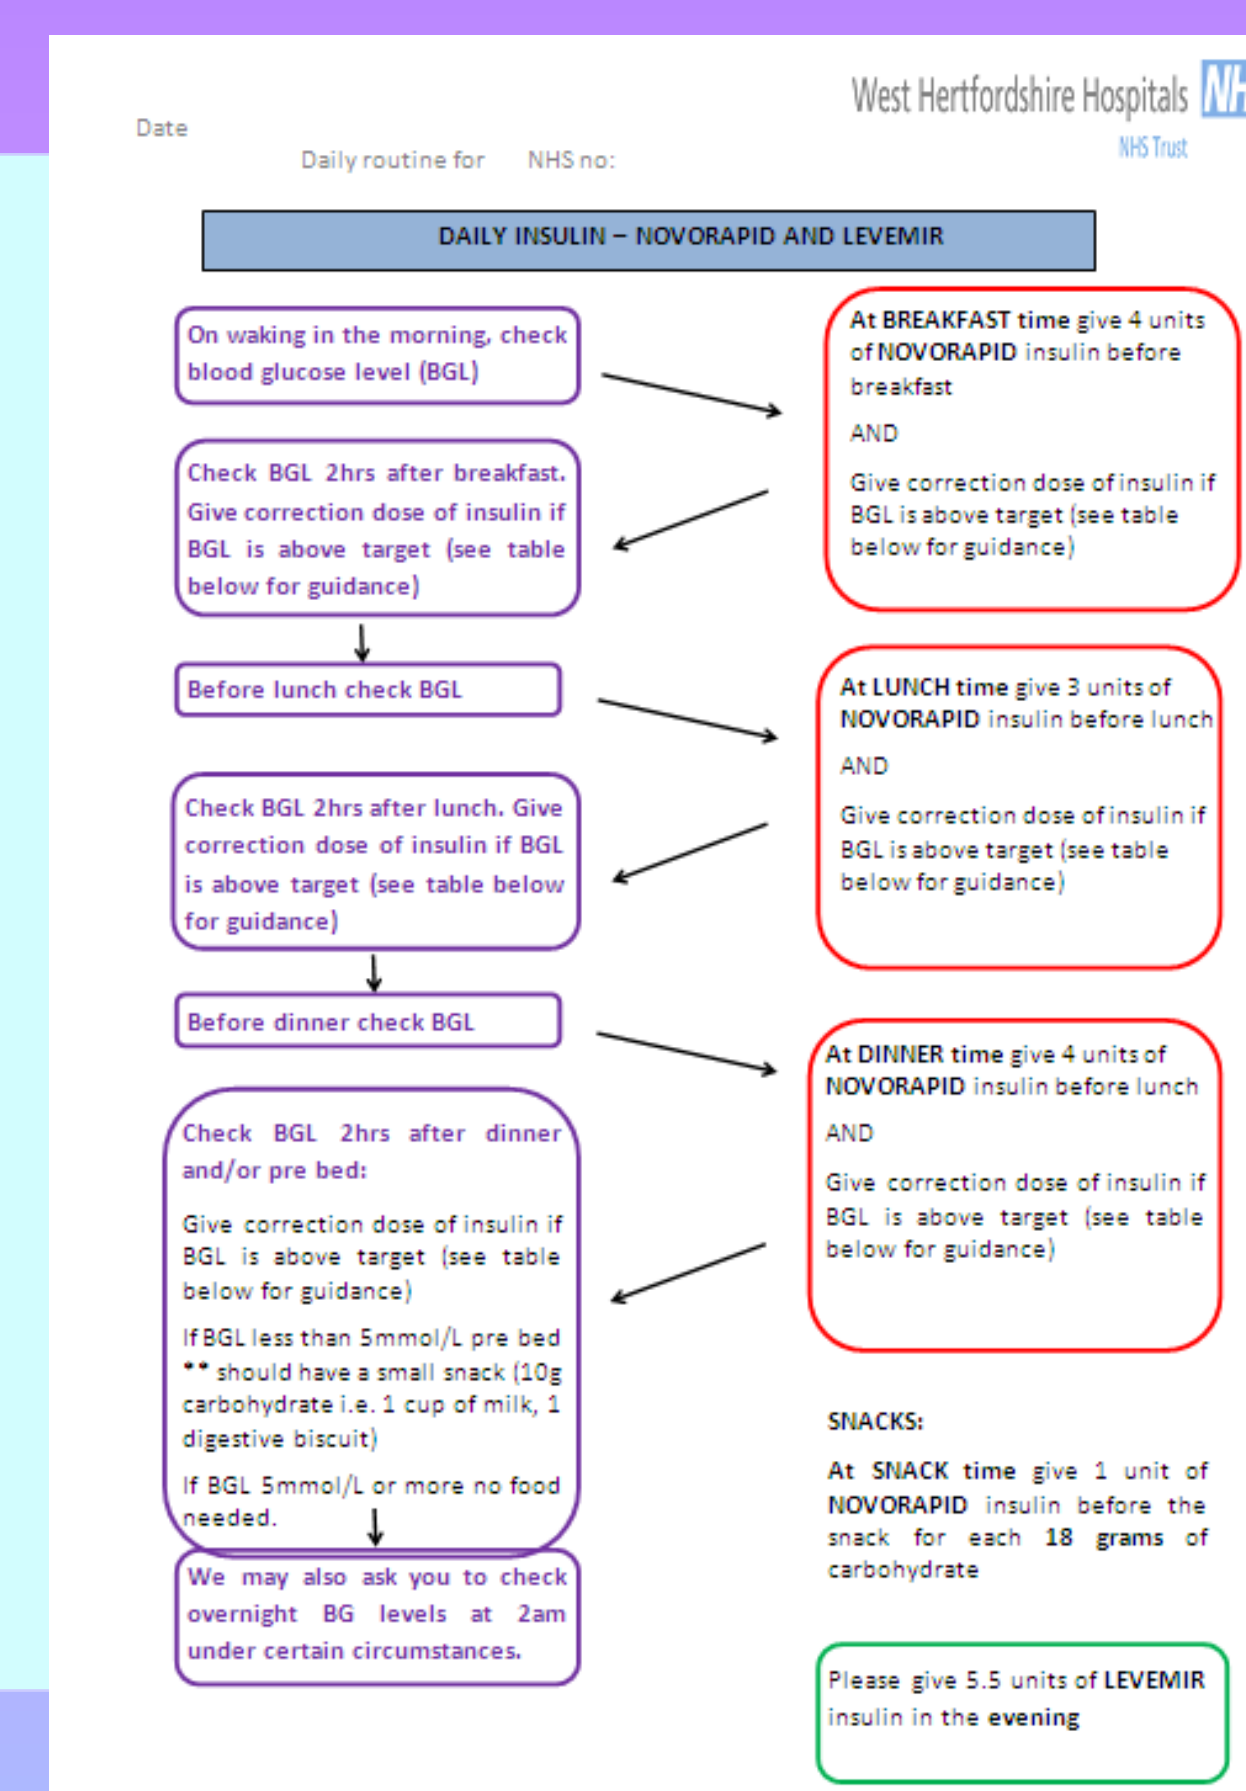 West Hertfordshire Hospitals NH
NHS Trust
Date
Daily routine for NHS no:
DAILY INSULIN – NOVORAPID AND LEVEMIR
On waking in the morning, check
blood glucose level (BGL)
At BREAKFAST time give 4 units
of NOVORAPID insulin before
breakfast
AND
Give correction dose of insulin if
BGL is above target (see table
below for guidance)
Check BGL 2hrs after breakfast.
Give correction dose of insulin if
BGL is above target (see table
below for guidance)
Before lunch check BGL
At LUNCH time give 3 units of
NOVORAPID insulin before lunch
AND
Give correction dose of insulin if
BGL is above target (see table
below for guidance)
Check BGL 2hrs after lunch. Give
correction dose of insulin if BGL
is above target (see table below
for guidance)
Before dinner check BGL
At DINNER time give 4 units of
NOVORAPID insulin before lunch
AND
Give correction dose of insulin if
BGL is above target (see table
below for guidance)
Check BGL 2hrs after dinner
and/or pre bed:
Give correction dose of insulin if
BGL is above target (see table
below for guidance)
If BGL less than 5mmol/L pre bed
** should have a small snack (10g
carbohydrate i.e. 1 cup of milk, 1
digestive biscuit)
If BGL 5mmol/L or more no food
needed.
We may also ask you to check
overnight BG levels at 2am
under certain circumstances.
SNACKS:
At SNACK time give 1 unit of
NOVORAPID insulin before the
snack for each 18 grams of
carbohydrate
Please give 5.5 units of LEVEMIR
insulin in the evening